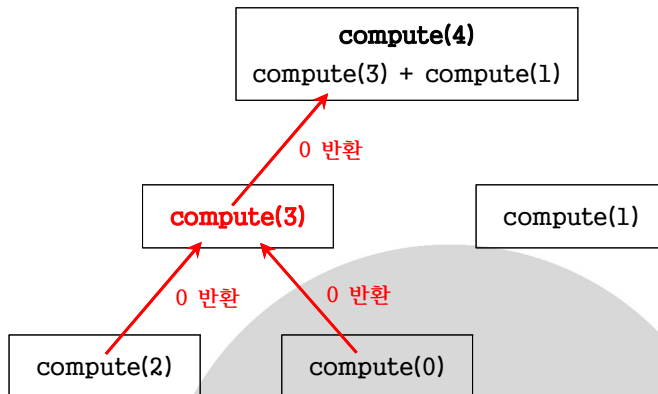 compute(4)
compute(3) + compute(1)
0 반환
compute(3)
compute(1)
0 반환
0 반환
compute(2)
compute(0)